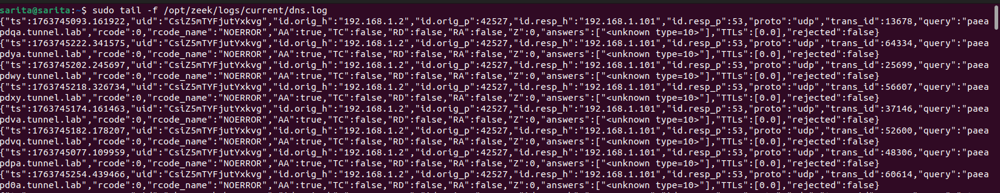 sarita@sarita:~$ sudo tail -f /opt/zeek/logs/current/dns.log
{"ts":1763745093.161922,"uid":"CsiZ5mTYFjutYxkvg","id.orig_h":"192.168.1.2","id.orig_p":42527,"id.resp_h":"192.168.1.101","id.resp_p":53,"proto":"udp","trans_id":13678,"query":"paea
pdqa.tunnel.lab","rcode":0,"rcode_name":"NOERROR","AA":true,"TC":false,"RD":false,"RA":false,"Z":0,"answers":["<unknown type=10>"],"TTLs":[0.0],"rejected":false}
{"ts":1763745222.341575,"uid":"CsiZ5mTYFjutYxkvg","id.orig_h":"192.168.1.2","id.orig_p":42527,"id.resp_h":"192.168.1.101","id.resp_p":53,"proto":"udp","trans_id":64334,"query":"paea
pdya.tunnel.lab","rcode":0,"rcode_name":"NOERROR","AA":true,"TC":false,"RD":false,"RA":false,"Z":0,"answers":["<unknown type=10>"],"TTLs":[0.0],"rejected":false}
{"ts":1763745202.245697,"uid":"CsiZ5mTYFjutYxkvg","id.orig_h":"192.168.1.2","id.orig_p":42527,"id.resp_h":"192.168.1.101","id.resp_p":53,"proto":"udp","trans_id":25699,"query":"paea
pdwy.tunnel.lab","rcode":0,"rcode_name":"NOERROR","AA":true,"TC":false,"RD":false,"RA":false,"Z":0,"answers":["<unknown type=10>"],"TTLs":[0.0],"rejected":false}
{"ts":1763745218.326734,"uid":"CsiZ5mTYFjutYxkvg","id.orig_h":"192.168.1.2","id.orig_p":42527,"id.resp_h":"192.168.1.101","id.resp_p":53,"proto":"udp","trans_id":56607,"query":"paea
pdxy.tunnel.lab","rcode":0,"rcode_name":"NOERROR","AA":true,"TC":false,"RD":false,"RA":false,"Z":0,"answers":["<unknown type=10>"],"TTLs":[0.0],"rejected":false}
{"ts":1763745174.161463,"uid":"CsiZ5mTYFjutYxkvg","id.orig_h":"192.168.1.2","id.orig_p":42527,"id.resp_h":"192.168.1.101","id.resp_p":53,"proto":"udp","trans_id":37146,"query":"paea
pdva.tunnel.lab","rcode":0,"rcode_name":"NOERROR","AA":true,"TC":false,"RD":false,"RA":false,"Z":0,"answers":["<unknown type=10>"],"TTLs":[0.0],"rejected":false}
{"ts":1763745182.178207,"uid":"CsiZ5mTYFjutYxkvg","id.orig_h":"192.168.1.2","id.orig_p":42527,"id.resp_h":"192.168.1.101","id.resp_p":53,"proto":"udp","trans_id":52600,"query":"paea
pdvq.tunnel.lab","rcode":0,"rcode_name":"NOERROR","AA":true,"TC":false,"RD":false,"RA":false,"Z":0,"answers":["<unknown type=10>"],"TTLs":[0.0],"rejected":false}
{"ts":1763745077.109959,"uid":"CsiZ5mTYFjutYxkvg","id.orig_h":"192.168.1.2","id.orig_p":42527,"id.resp_h":"192.168.1.101","id.resp_p":53,"proto":"udp","trans_id":48306,"query":"paea
pdpa.tunnel.lab","rcode":0,"rcode_name":"NOERROR","AA":true,"TC":false,"RD":false,"RA":false,"Z":0,"answers":["<unknown type=10>"],"TTLs":[0.0],"rejected":false}
{"ts":1763745254.439466,"uid":"CsiZ5mTYFjutYxkvg","id.orig_h":"192.168.1.2","id.orig_p":42527,"id.resp_h":"192.168.1.101","id.resp_p":53,"proto":"udp","trans_id":60614,"query":"paea
pd0a.tunnel.lab","rcode":0,"rcode_name":"NOERROR","AA":true,"TC":false,"RD":false,"RA":false,"Z":0,"answers":["<unknown type=10>"],"TTLs":[0.0],"rejected":false}